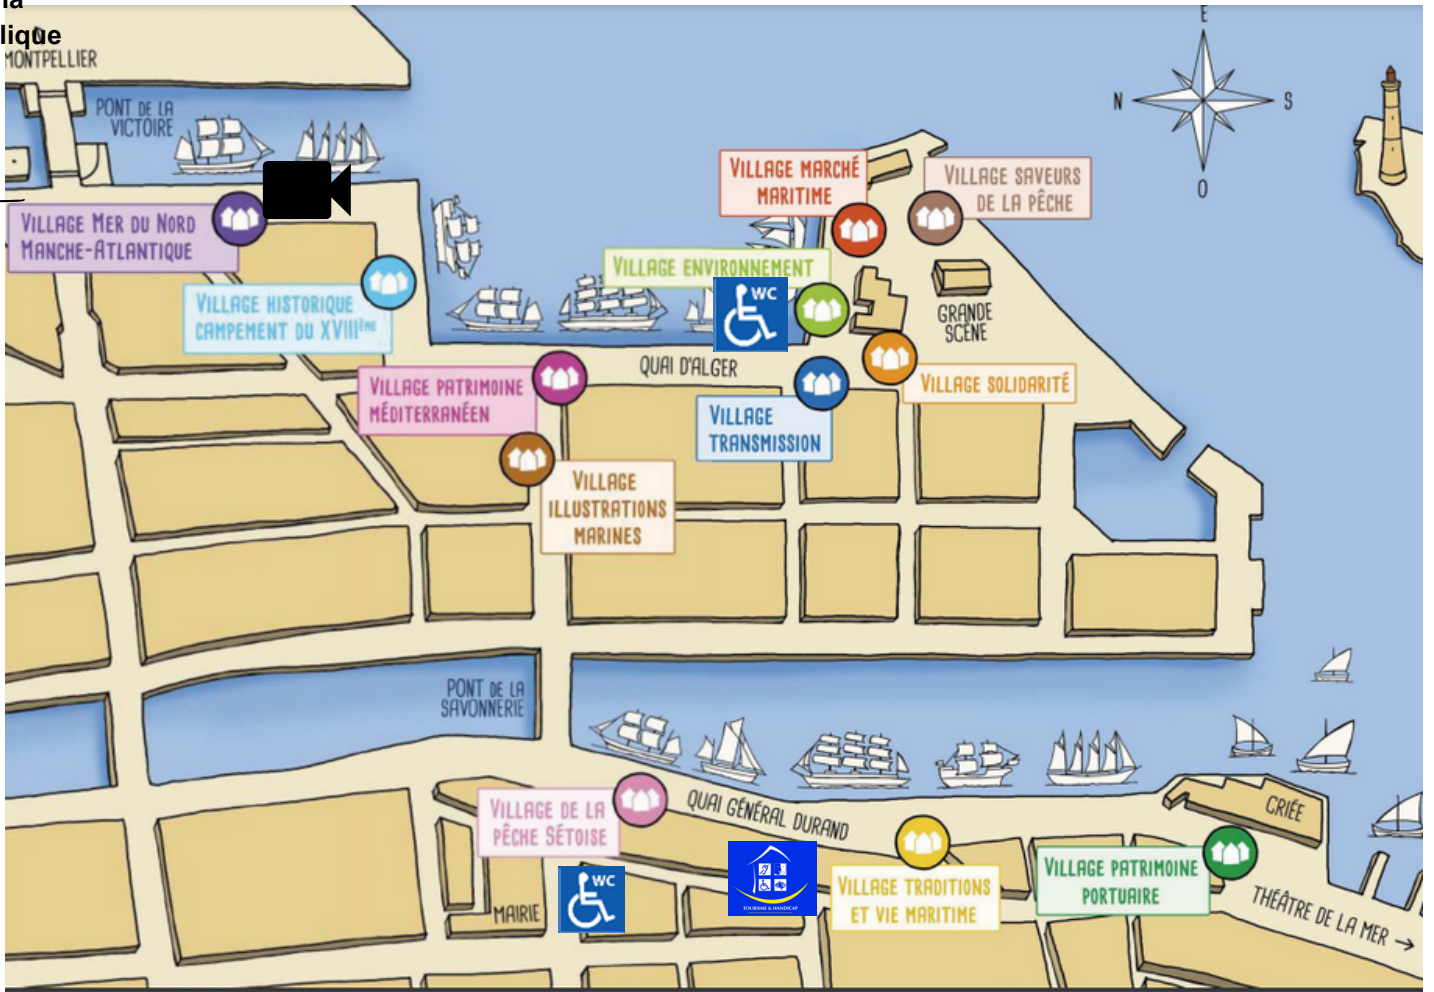 la
lique
MONTPELLIER
PONT DE LA
VICTOIRE
E
N
S
O
VILLAGE MARCHÉ
MARITIME
VILLAGE SAVEURS
DE LA PÊCHE
VILLAGE MER DU NORD
MANCHE-ATLANTIQUE
VILLAGE ENVIRONNEMENT
WC
VILLAGE HISTORIQUE
CAMPEMENT DU XVIIIÈME
GRANDE
SCÈNE
QUAI D'ALGER
VILLAGE PATRIMOINE
MÉDITERRANÉEN
VILLAGE SOLIDARITÉ
VILLAGE
TRANSMISSION
VILLAGE
ILLUSTRATIONS
MARINES
PONT DE LA
SAVONNERIE
VILLAGE DE LA
PÊCHE SÉTOISE
QUAI GÉNÉRAL DURAND
CRIÉE
WC
MAIRIE
TOURISME & HANDICAP
VILLAGE TRADITIONS
ET VIE MARITIME
VILLAGE PATRIMOINE
PORTUAIRE
THÉÂTRE DE LA MER →